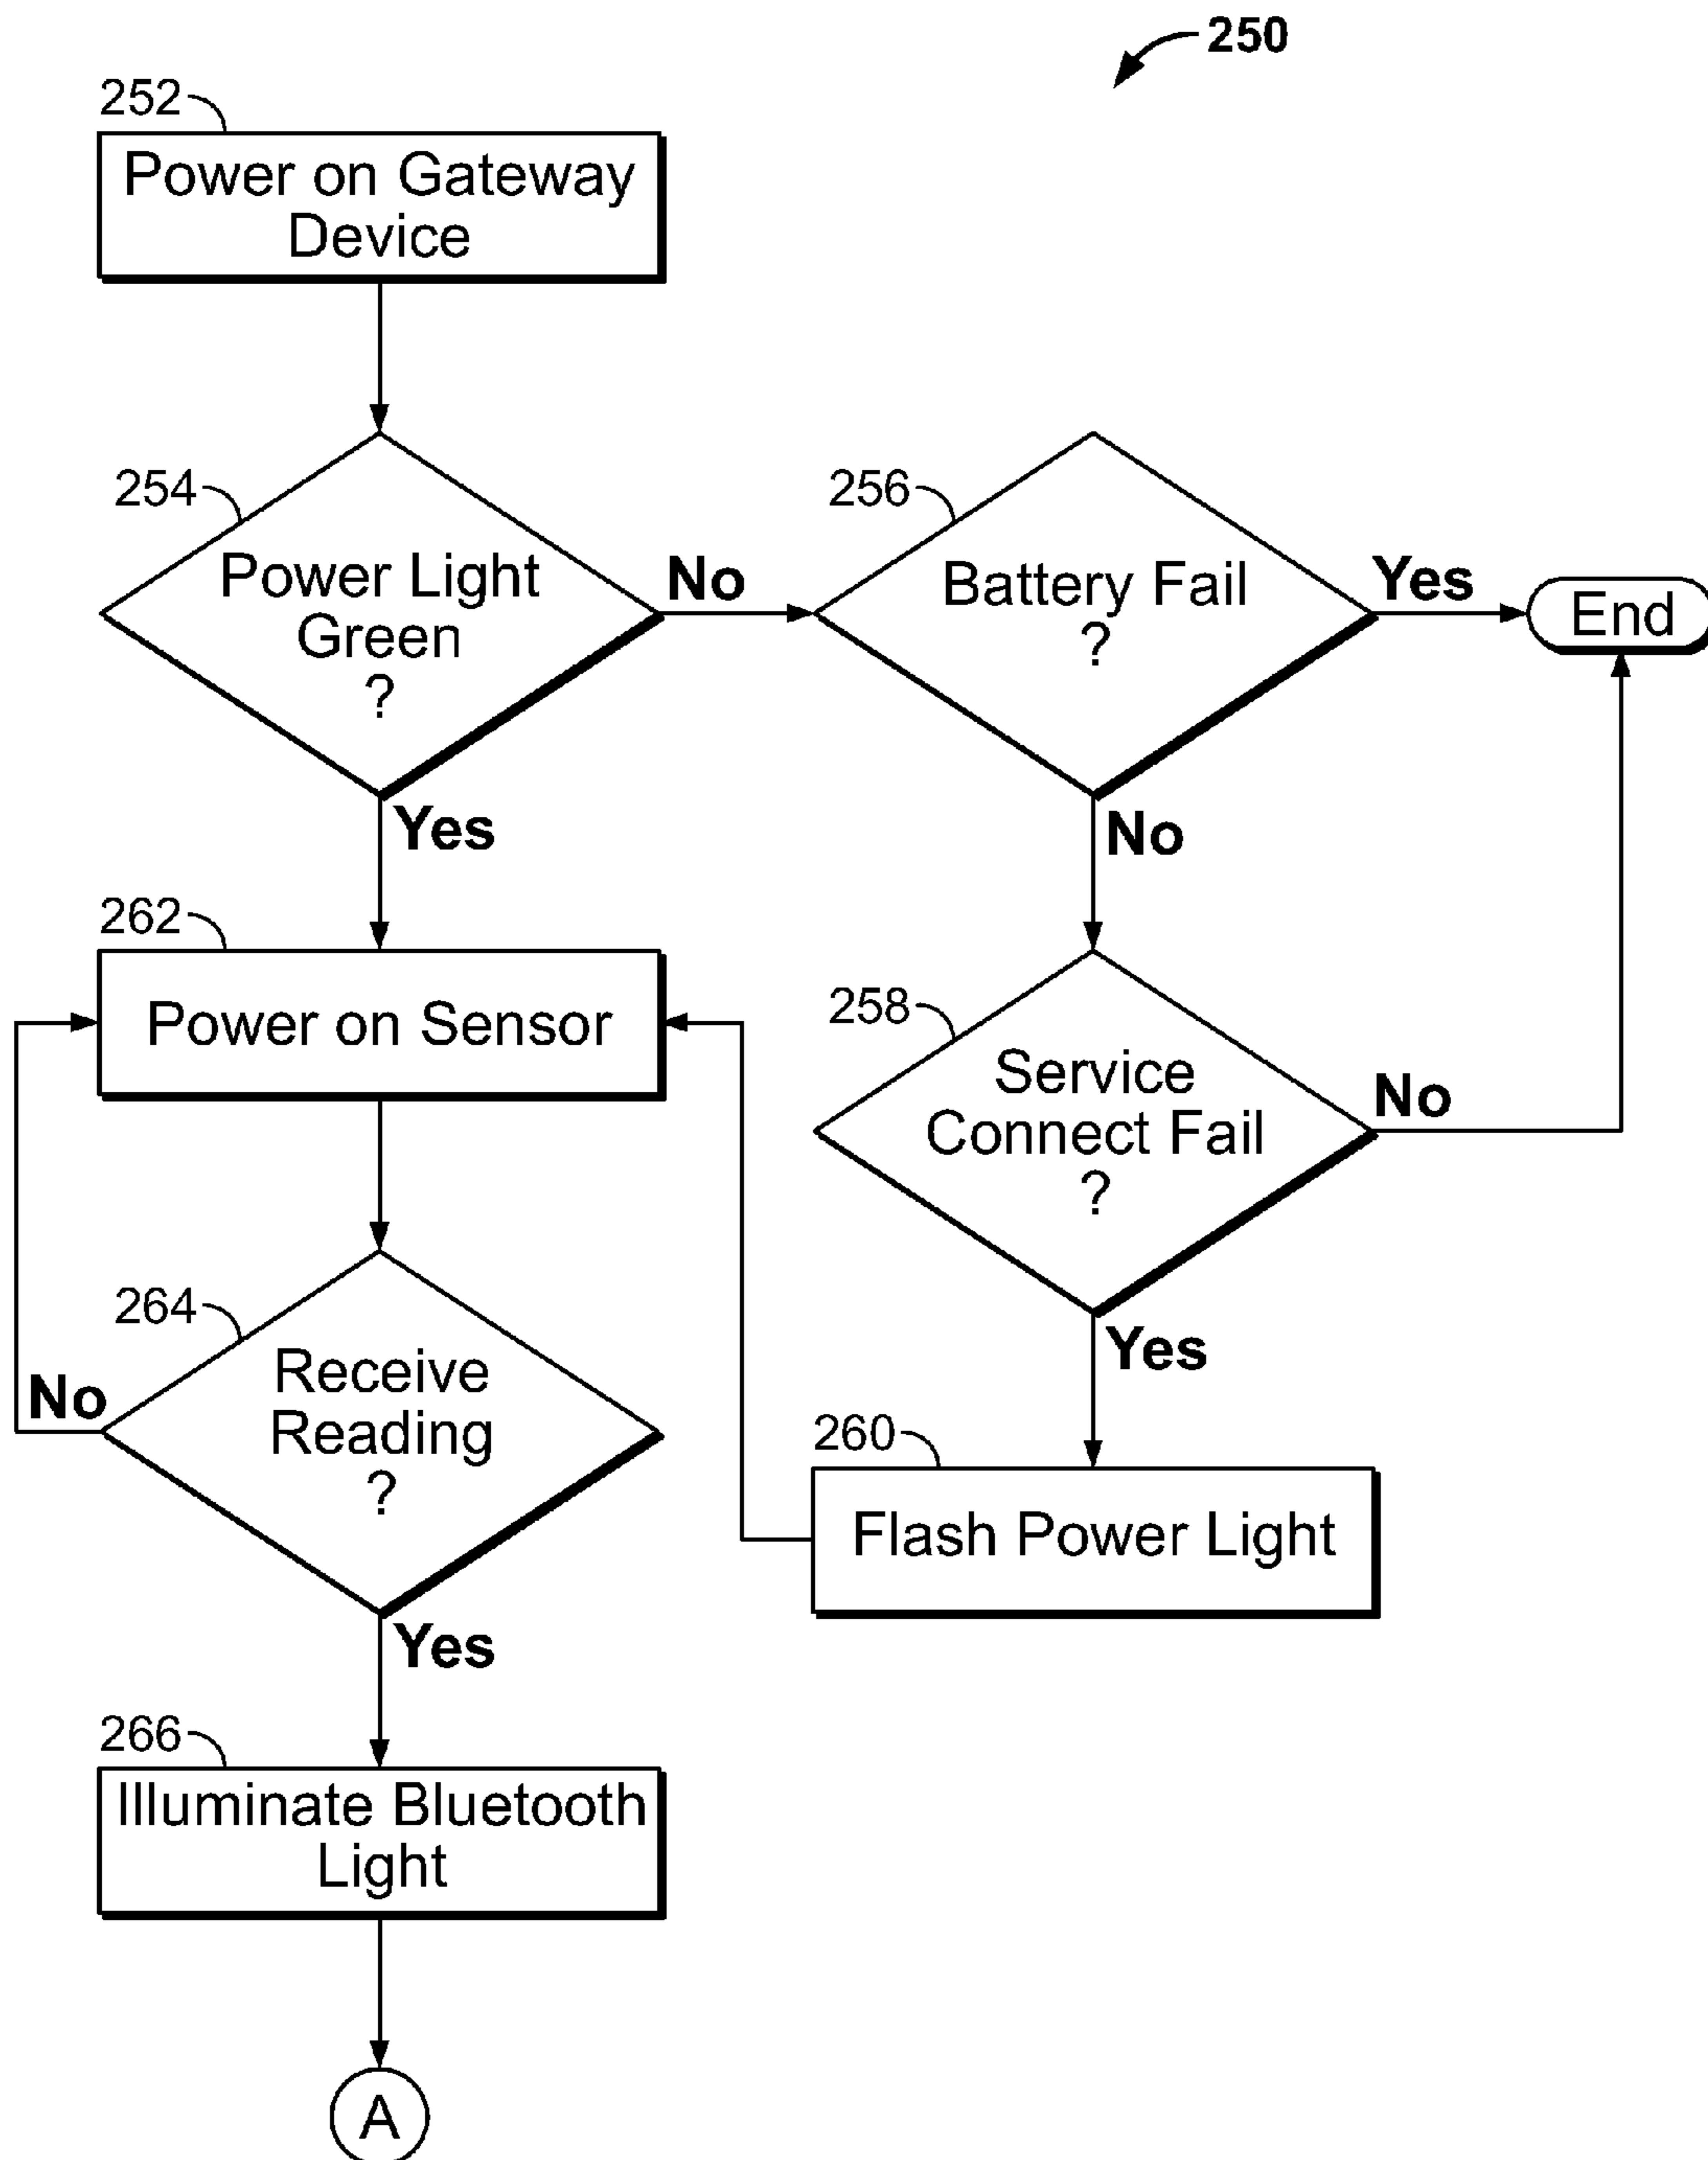 250
252
Power on Gateway
Device
254
Power Light
Green
?
No
Yes
256
Battery Fail
?
Yes
No
End
262
Power on Sensor
258
Service
Connect Fail
?
No
Yes
264
Receive
Reading
?
No
Yes
260
Flash Power Light
266
Illuminate Bluetooth
Light
A